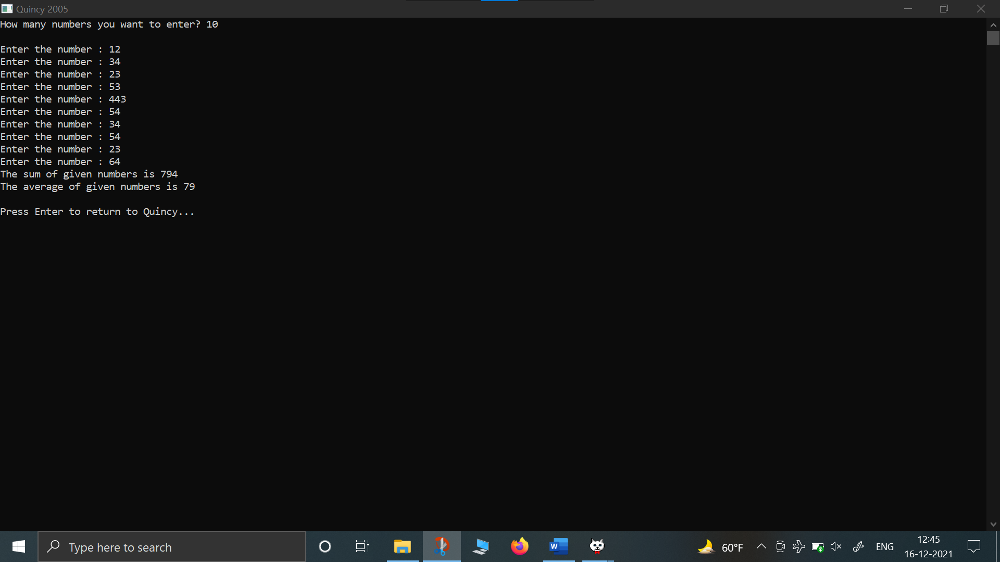 Quincy 2005
How many numbers you want to enter? 10
Enter the number : 12
Enter the number : 34
Enter the number : 23
Enter the number : 53
Enter the number : 443
Enter the number : 54
Enter the number : 34
Enter the number : 54
Enter the number : 23
Enter the number : 64
The sum of given numbers is 794
The average of given numbers is 79
Press Enter to return to Quincy...
Type here to search
W
60°F
ENG
12:45
16-12-2021